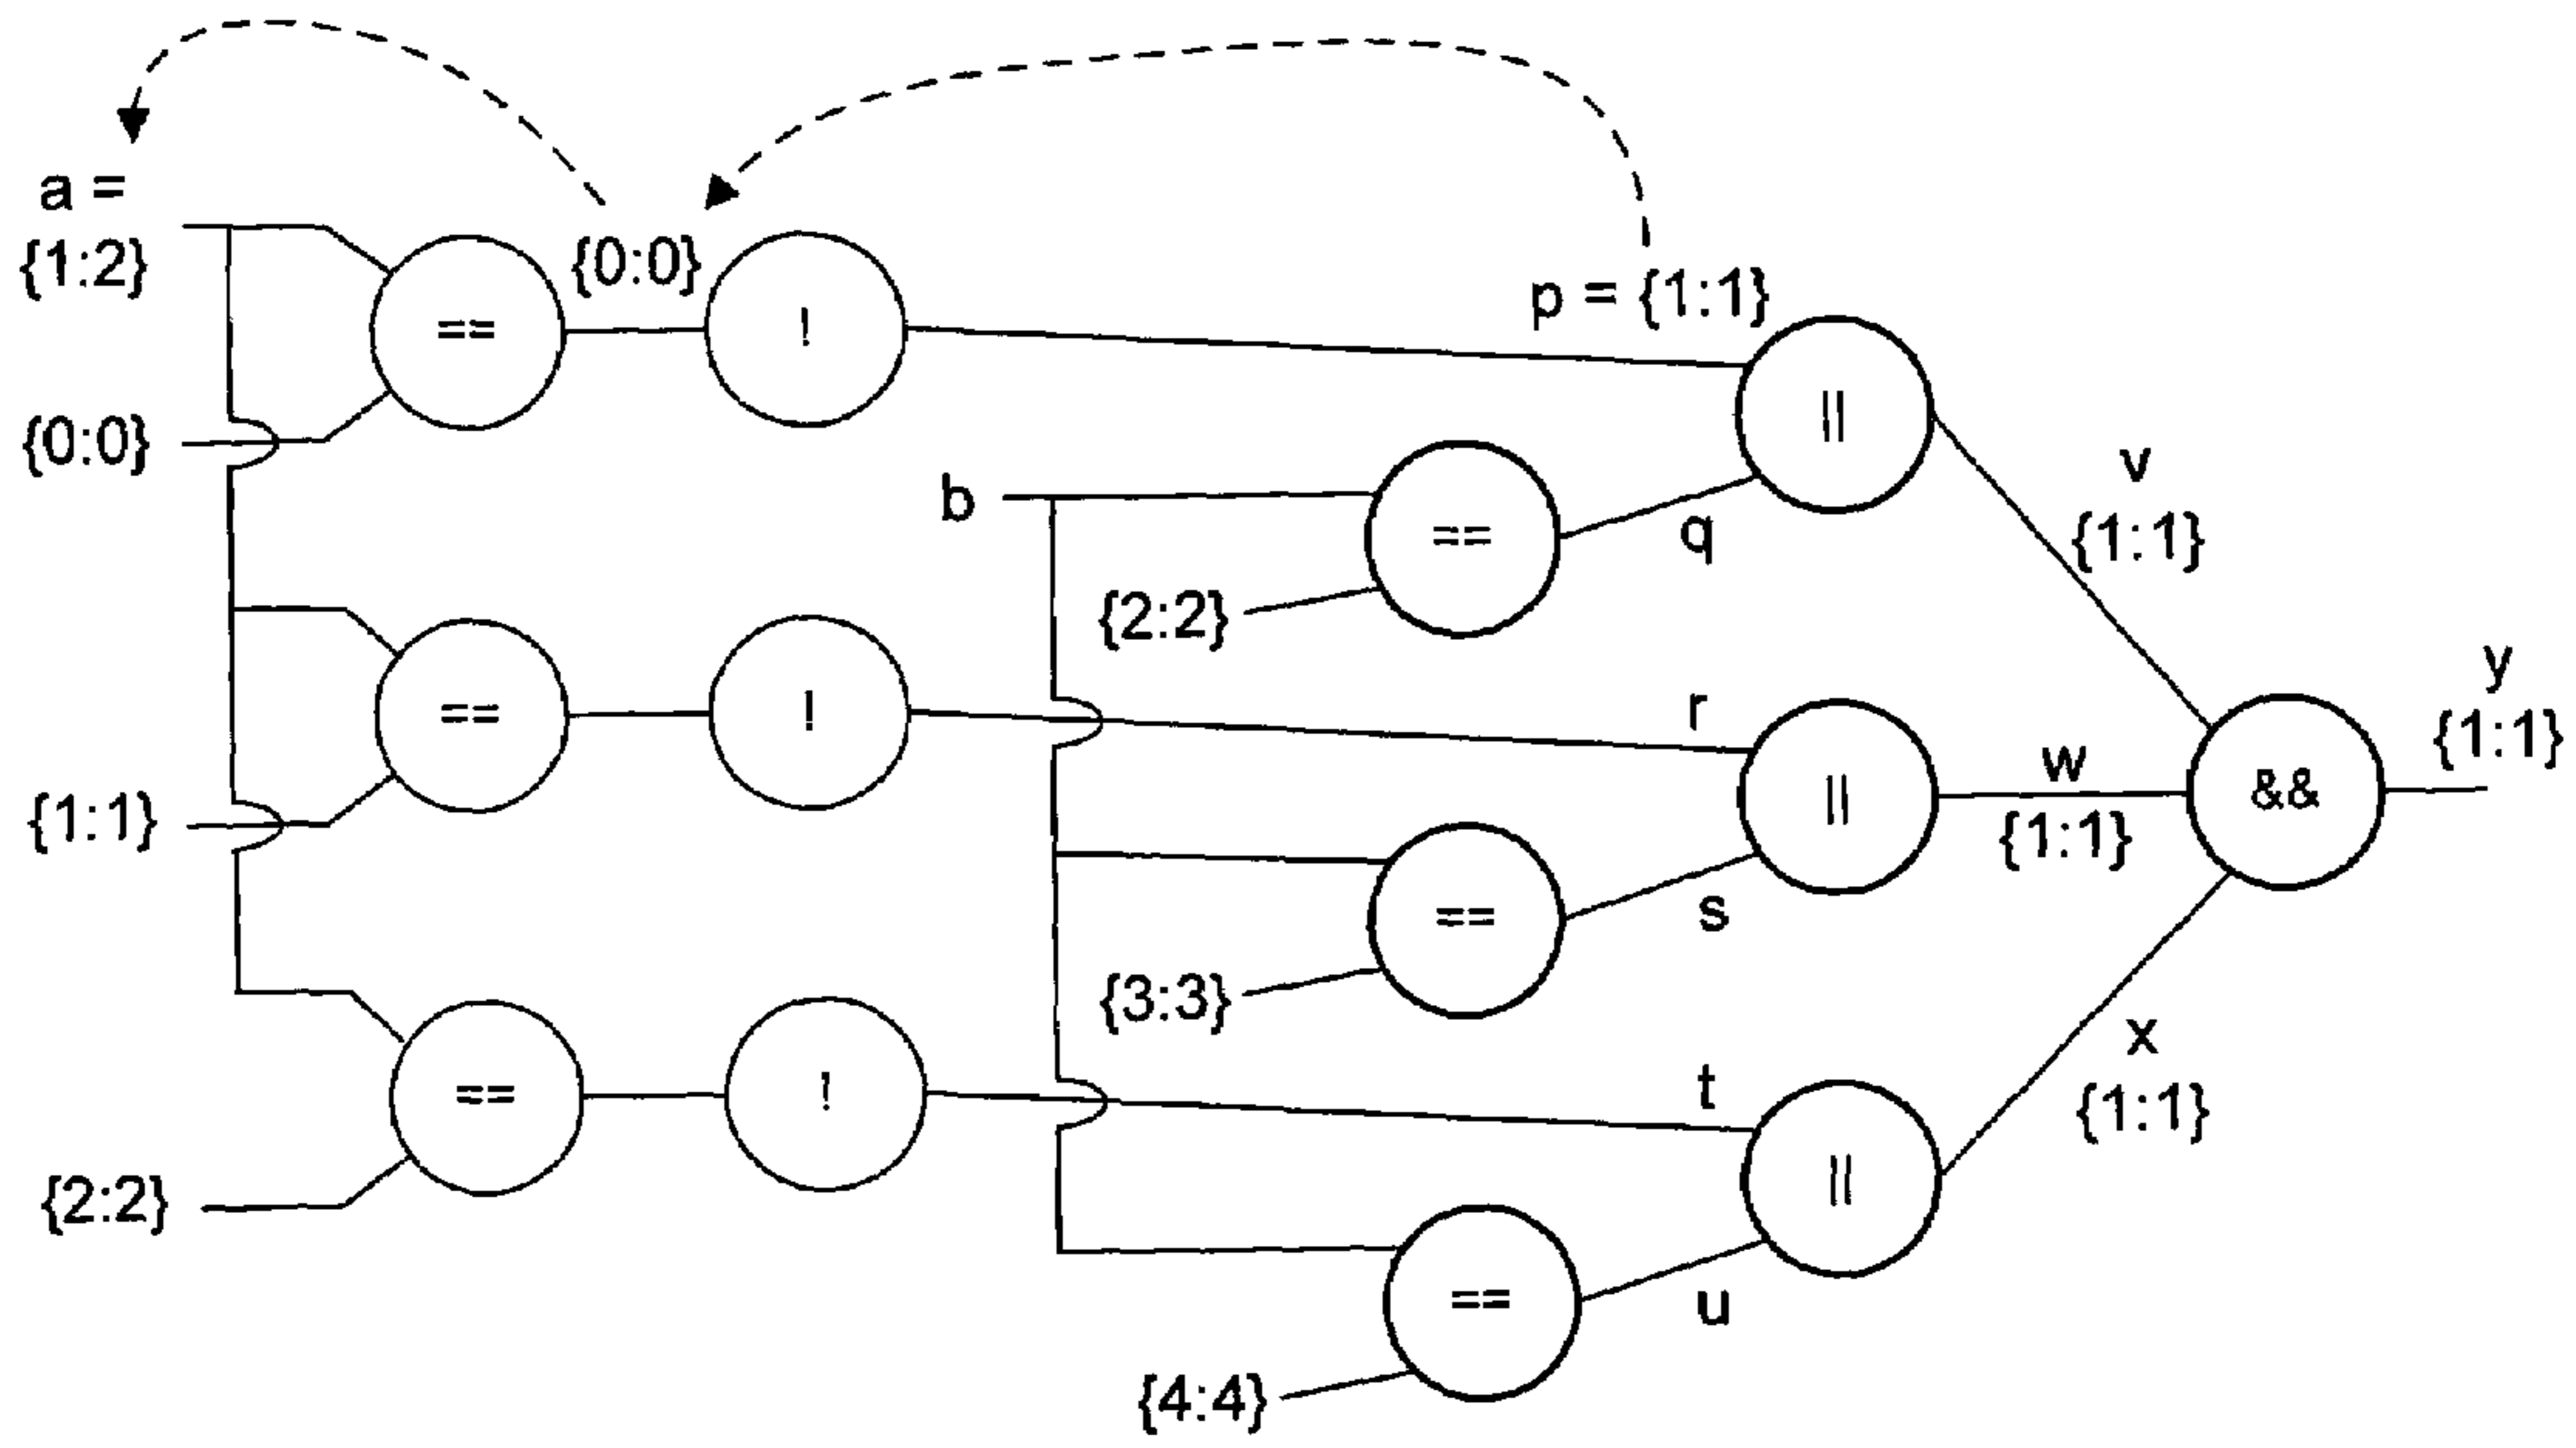 a =
{1:2}
==
{0:0}
!
p = {1:1}
{0:0}
||
b
==
q
v
{1:1}
{2:2}
==
!
r
||
w
{1:1}
&&
y
{1:1}
{1:1}
==
s
{3:3}
==
!
t
||
x
{1:1}
{2:2}
==
u
{4:4}